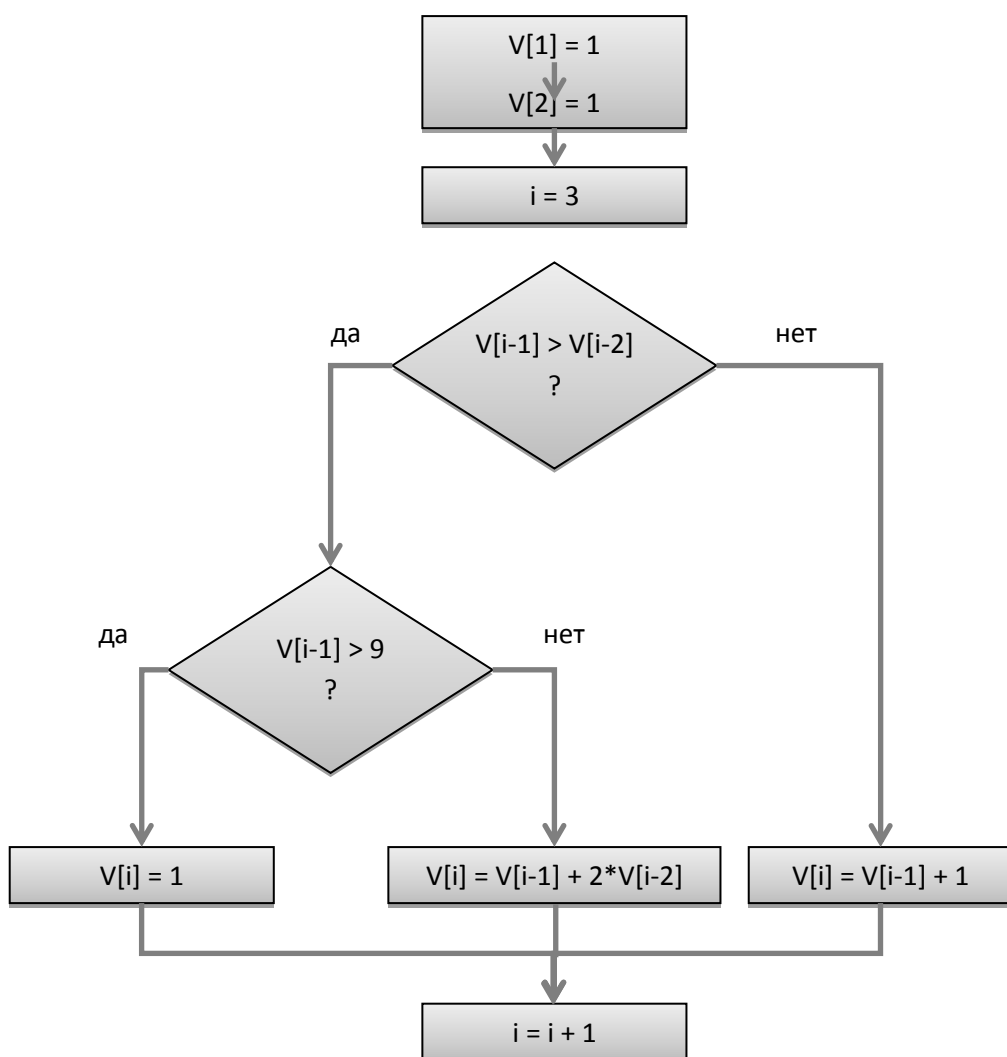 V[1] = 1
V[2] = 1
i = 3
да
V[i-1] > V[i-2]
?
нет
да
V[i-1] > 9
?
нет
V[i] = 1
V[i] = V[i-1] + 2*V[i-2]
V[i] = V[i-1] + 1
i = i + 1